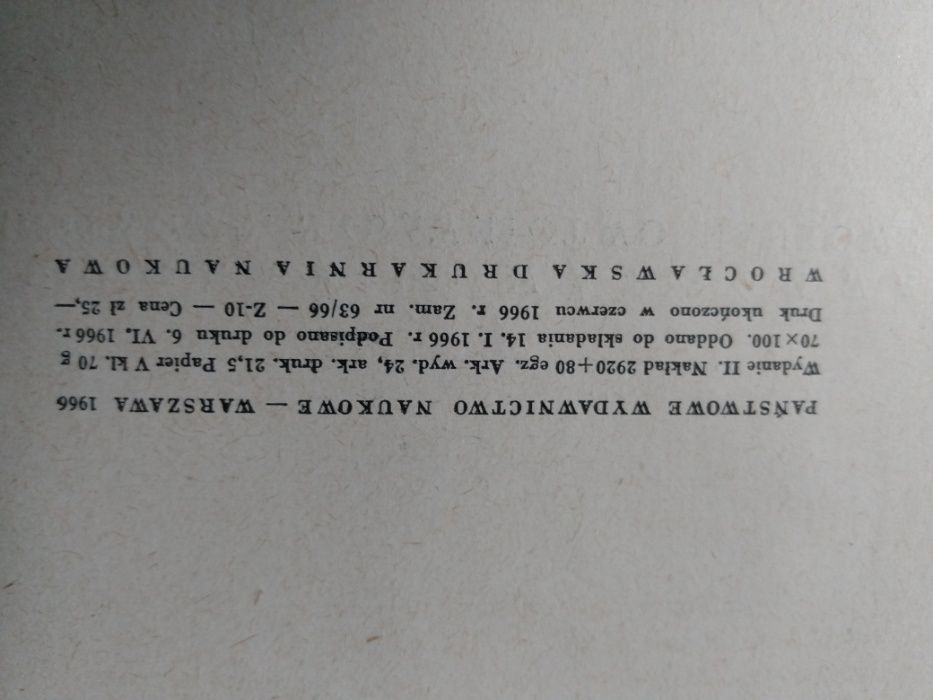 PAŃSTWOWE WYDAWNICTWO NAUKOWE — WARSZAWA 1966
Wydanie II. Nakład 2920+80 egz. Ark. wyd. 24, ark. druk. 21,5 Papier V kl. 70 g
70×100. Oddano do składania 14. I. 1966 r. Podpisano do druku 6. VI. 1966 r.
Druk ukończono w czerwcu 1966 r. Zam. nr 63/66 — Z-10 — Cena zł 25,—
WROCŁAWSKA DRUKARNIA NAUKOWA